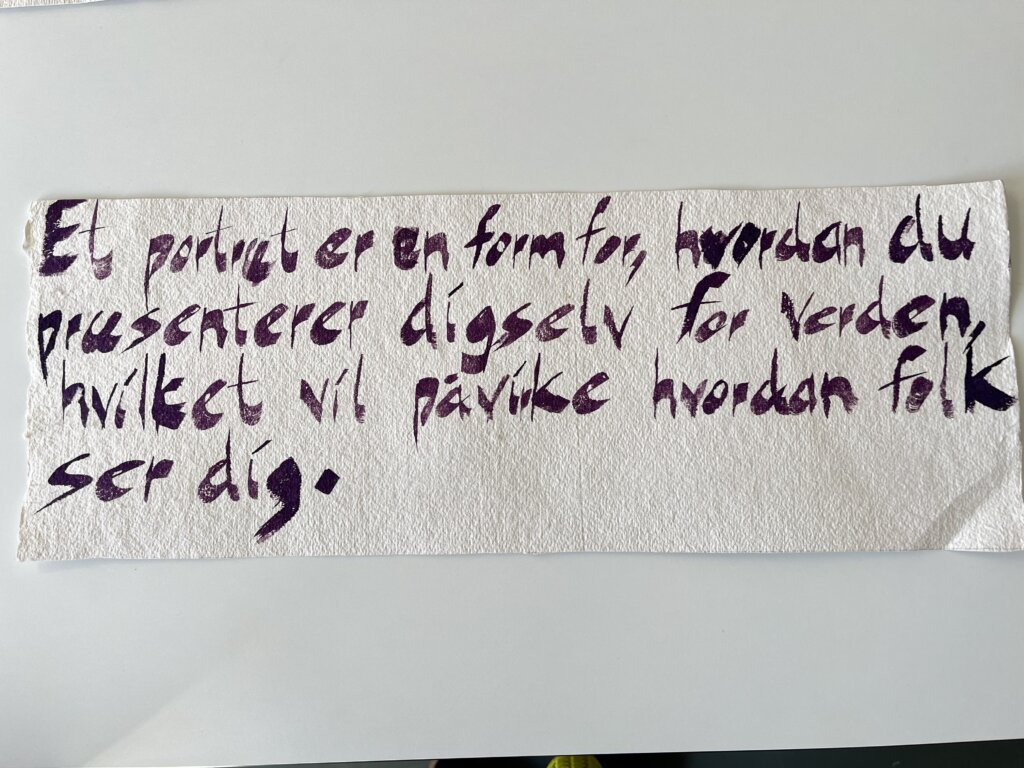 Et portræt er en form for, hvordan du
præsenterer digselv for verden,
hvilket vil påvirke hvordan folk
ser dig.